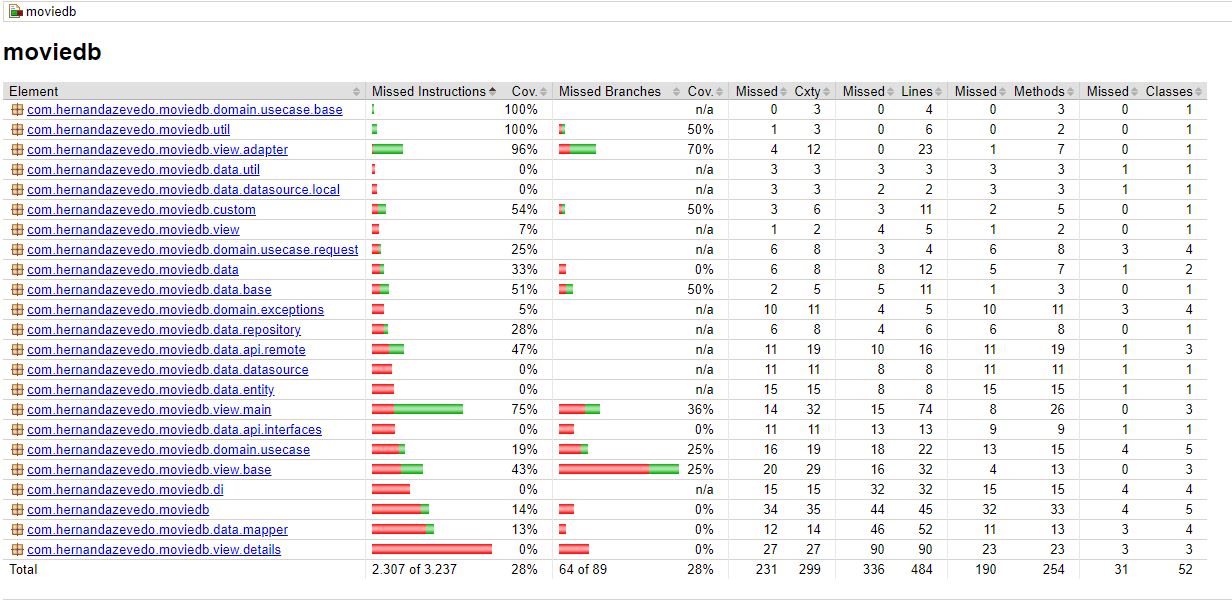 moviedb
moviedb
Element Missed Instructions Cov. Missed Branches Cov. Missed Cxty Missed Lines Missed Methods Missed Classes
com.hernandazevedo.moviedb.domain.usecase.base 100% n/a 0 3 0 4 0 3 0 1
com.hernandazevedo.moviedb.util 100% 50% 1 3 0 6 0 2 0 1
com.hernandazevedo.moviedb.view.adapter 96% 70% 4 12 0 23 1 7 0 1
com.hernandazevedo.moviedb.data.util 0% n/a 3 3 3 3 3 3 1 1
com.hernandazevedo.moviedb.data.datasource.local 0% n/a 3 3 2 2 3 3 1 1
com.hernandazevedo.moviedb.custom 54% 50% 3 6 3 11 2 5 0 1
com.hernandazevedo.moviedb.view 7% n/a 1 2 4 5 1 2 0 1
com.hernandazevedo.moviedb.domain.usecase.request 25% n/a 6 8 3 4 6 8 3 4
com.hernandazevedo.moviedb.data 33% 0% 6 8 8 12 5 7 1 2
com.hernandazevedo.moviedb.data.base 51% 50% 2 5 5 11 1 3 0 1
com.hernandazevedo.moviedb.domain.exceptions 5% n/a 10 11 4 5 10 11 3 4
com.hernandazevedo.moviedb.data.repository 28% n/a 6 8 4 6 6 8 0 1
com.hernandazevedo.moviedb.data.api.remote 47% n/a 11 19 10 16 11 19 1 3
com.hernandazevedo.moviedb.data.datasource 0% n/a 11 11 8 8 11 11 1 1
com.hernandazevedo.moviedb.data.entity 0% n/a 15 15 8 8 15 15 1 1
com.hernandazevedo.moviedb.view.main 75% 36% 14 32 15 74 8 26 0 3
com.hernandazevedo.moviedb.data.api.interfaces 0% 0% 11 11 13 13 9 9 1 1
com.hernandazevedo.moviedb.domain.usecase 19% 25% 16 19 18 22 13 15 4 5
com.hernandazevedo.moviedb.view.base 43% 25% 20 29 16 32 4 13 0 3
com.hernandazevedo.moviedb.di 0% n/a 15 15 32 32 15 15 4 4
com.hernandazevedo.moviedb 14% 0% 34 35 44 45 32 33 4 5
com.hernandazevedo.moviedb.data.mapper 13% 0% 12 14 46 52 11 13 3 4
com.hernandazevedo.moviedb.view.details 0% 0% 27 27 90 90 23 23 3 3
Total 2.307 of 3.237 28% 64 of 89 28% 231 299 336 484 190 254 31 52